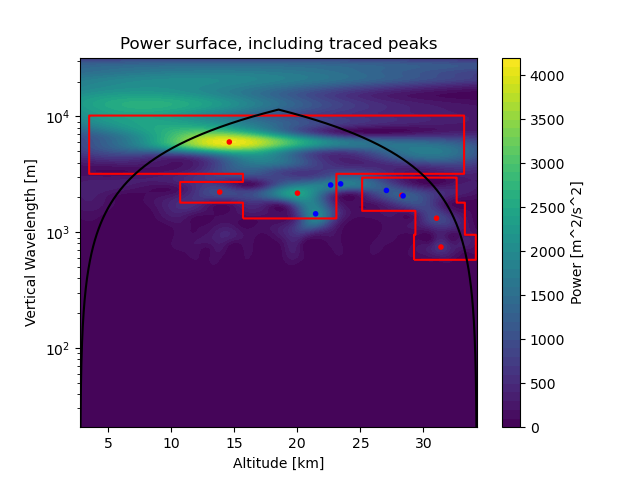 Power surface, including traced peaks
Vertical Wavelength [m]
10^4
10^3
10^2
5 10 15 20 25 30
Altitude [km]
4000
3500
3000
2500
2000
1500
1000
500
0
Power [m^2/s^2]